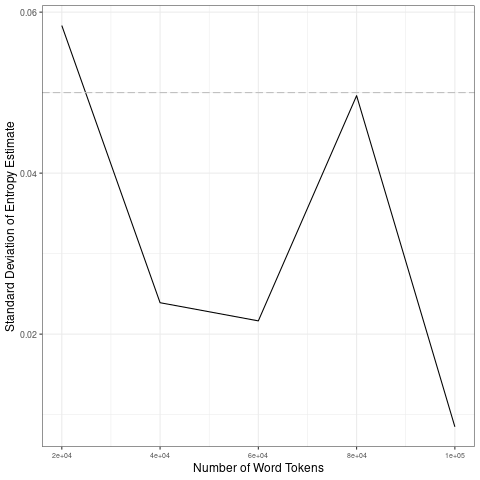 0.06
0.04
0.02
Standard Deviation of Entropy Estimate
2e+04 4e+04 6e+04 8e+04 1e+05
Number of Word Tokens